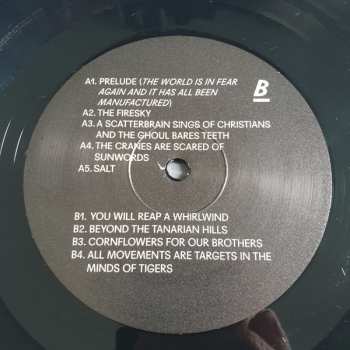 A1. PRELUDE (THE WORLD IS IN FEAR
AGAIN AND IT HAS ALL BEEN
MANUFACTURED)
A2. THE FIRESKY
A3. A SCATTERBRAIN SINGS OF CHRISTIANS
AND THE GHOUL BARES TEETH
A4. THE CRANES ARE SCARED OF
SUNWORDS
A5. SALT
B
B1. YOU WILL REAP A WHIRLWIND
B2. BEYOND THE TANARIAN HILLS
B3. CORNFLOWERS FOR OUR BROTHERS
B4. ALL MOVEMENTS ARE TARGETS IN THE
MINDS OF TIGERS